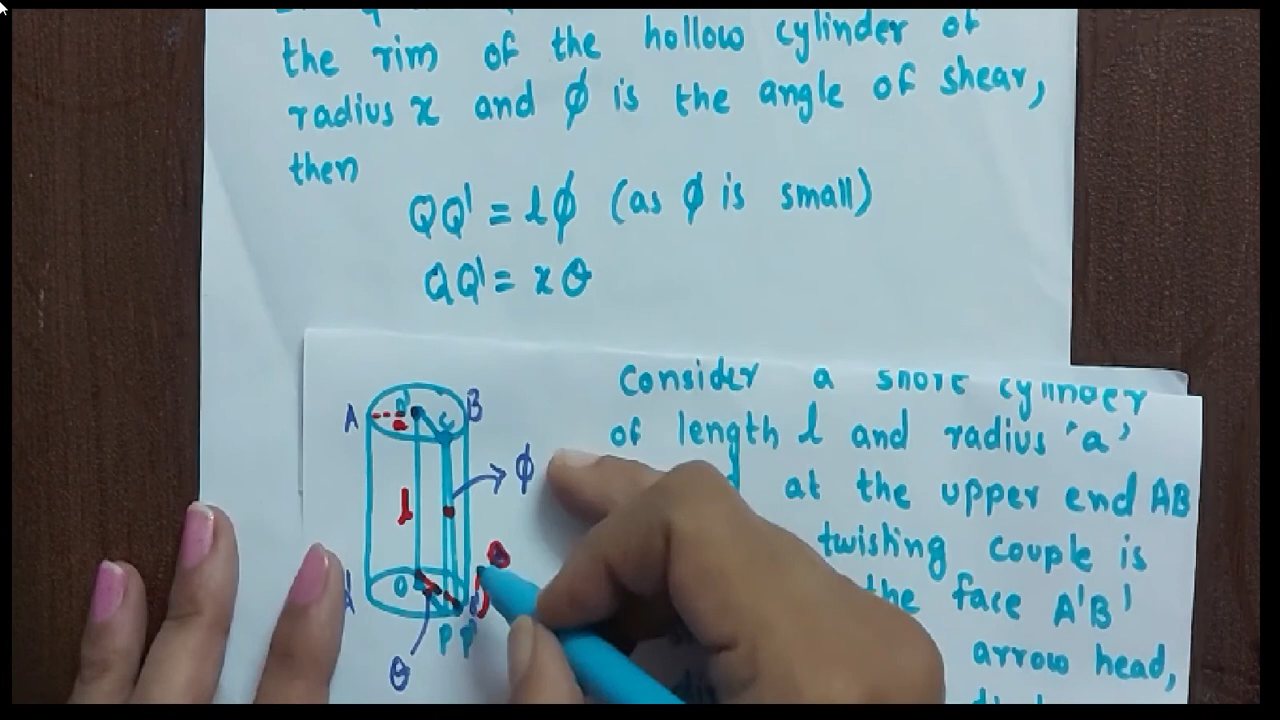 the rim of the hollow cylinder of
radius x and ϕ is the angle of shear,
then
QQ' = lϕ (as ϕ is small)
QQ' = xθ
Consider a short cylinder
of length l and radius 'a'
at the upper end AB
twisting couple is
the face A'B'
arrow head,
A
a
C
B
l
ϕ
O
P P'
θ